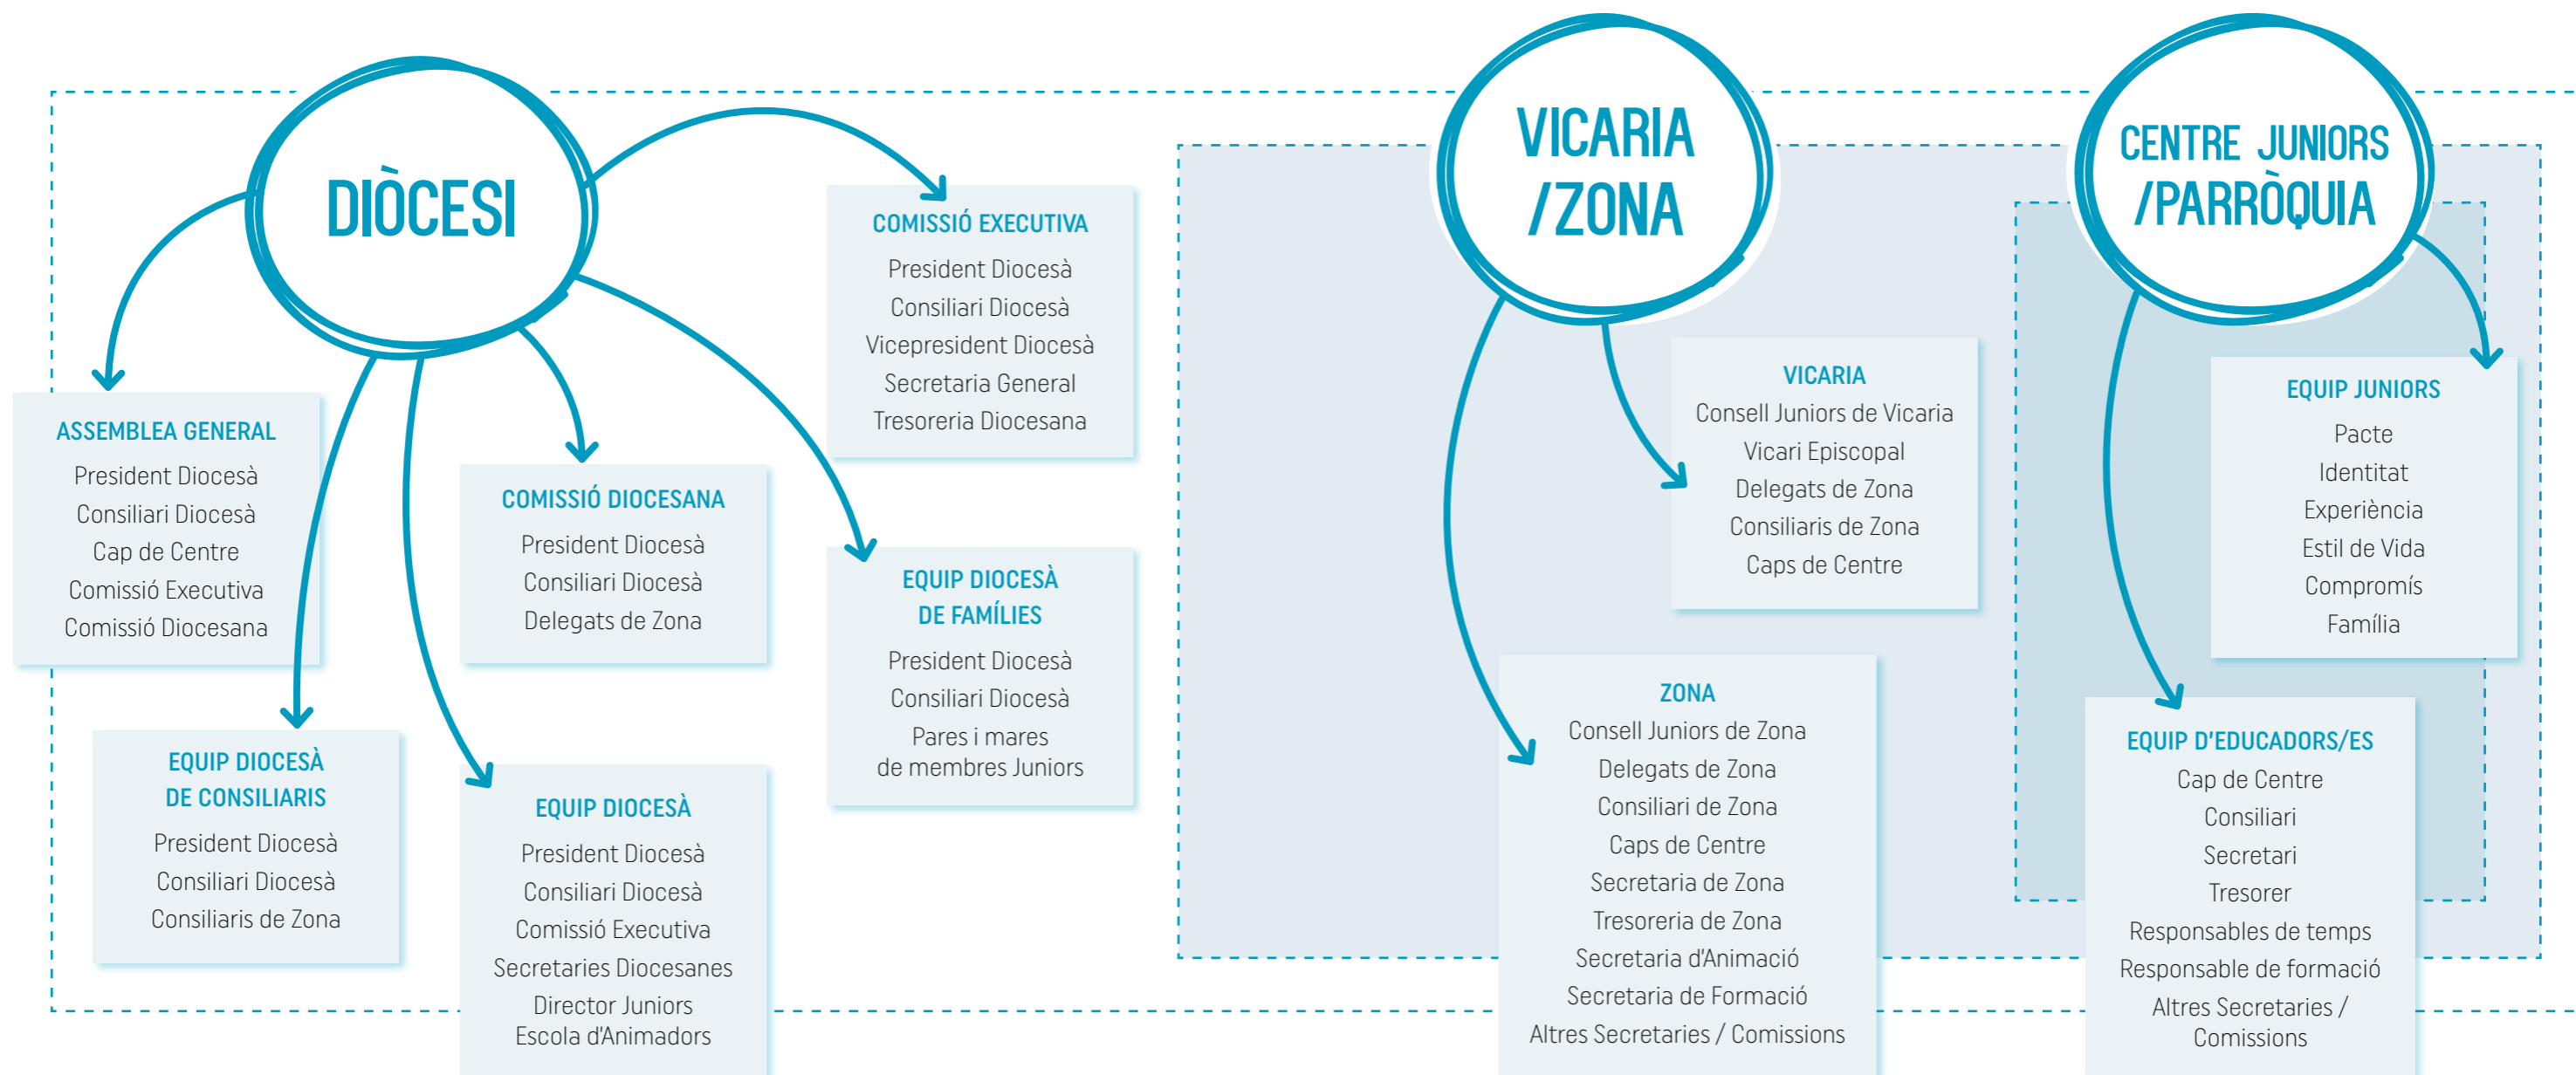 DIÒCESI
ASSEMBLEA GENERAL
President Diocesà
Consiliari Diocesà
Cap de Centre
Comissió Executiva
Comissió Diocesana
EQUIP DIOCESÀ
DE CONSILIARIS
President Diocesà
Consiliari Diocesà
Consiliaris de Zona
EQUIP DIOCESÀ
President Diocesà
Consiliari Diocesà
Comissió Executiva
Secretaries Diocesanes
Director Juniors
Escola d'Animadors
COMISSIÓ DIOCESANA
President Diocesà
Consiliari Diocesà
Delegats de Zona
EQUIP DIOCESÀ
DE FAMÍLIES
President Diocesà
Consiliari Diocesà
Pares i mares
de membres Juniors
COMISSIÓ EXECUTIVA
President Diocesà
Consiliari Diocesà
Vicepresident Diocesà
Secretaria General
Tresoreria Diocesana
VICARIA
/ZONA
VICARIA
Consell Juniors de Vicaria
Vicari Episcopal
Delegats de Zona
Consiliaris de Zona
Caps de Centre
ZONA
Consell Juniors de Zona
Delegats de Zona
Consiliari de Zona
Caps de Centre
Secretaria de Zona
Tresoreria de Zona
Secretaria d'Animació
Secretaria de Formació
Altres Secretaries / Comissions
CENTRE JUNIORS
/PARRÒQUIA
EQUIP JUNIORS
Pacte
Identitat
Experiència
Estil de Vida
Compromís
Família
EQUIP D'EDUCADORS/ES
Cap de Centre
Consiliari
Secretari
Tresorer
Responsables de temps
Responsable de formació
Altres Secretaries /
Comissions